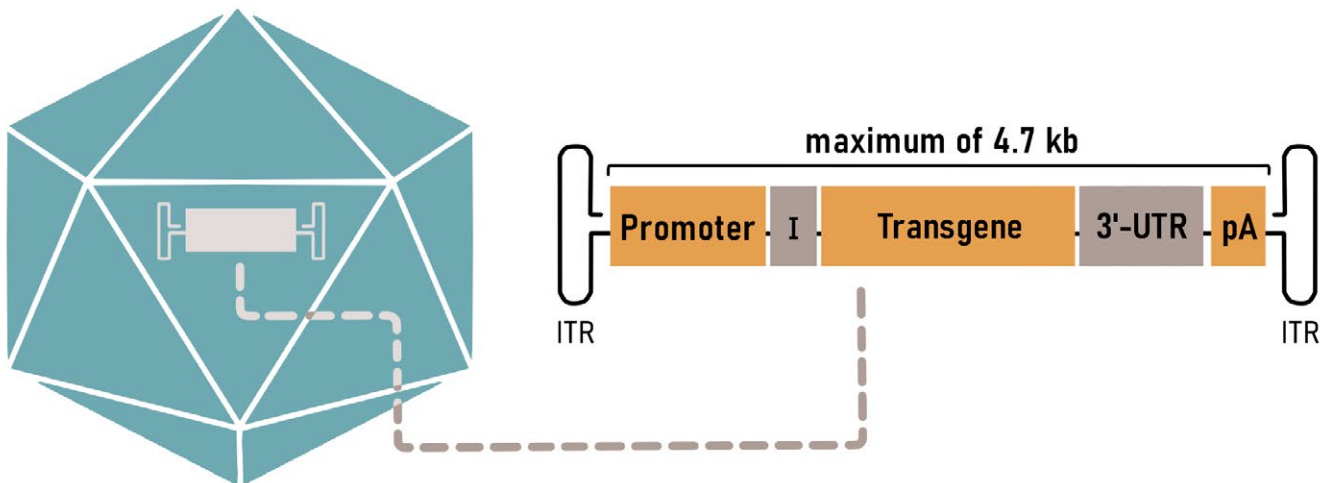 maximum of 4.7 kb
Promoter I Transgene 3'-UTR pA
ITR ITR